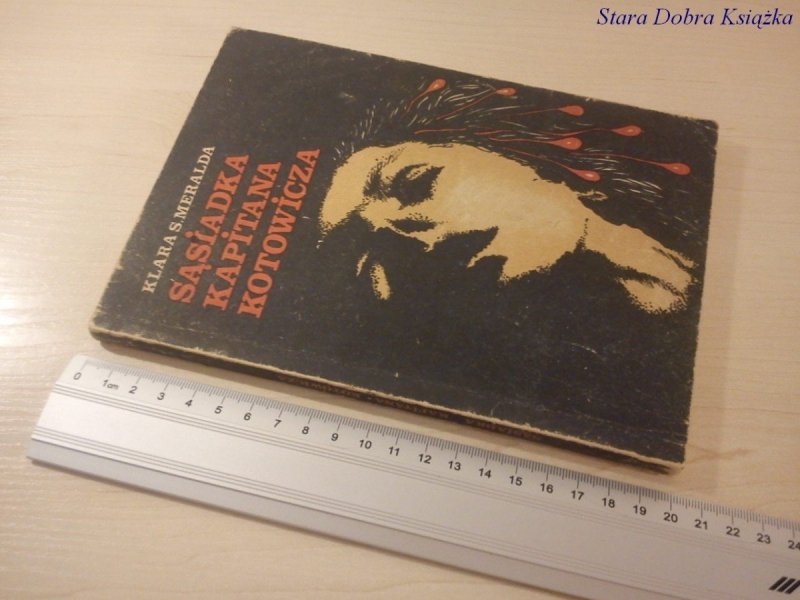 Stara Dobra Książka
KLARA S. MERALDA
SĄSiADKA
KAPiTANA
KOTOWiCZA
0 1cm 2 3 4 5 6 7 8 9 10 11 12 13 14 15 16 17 18 19 20 21 22 23 24